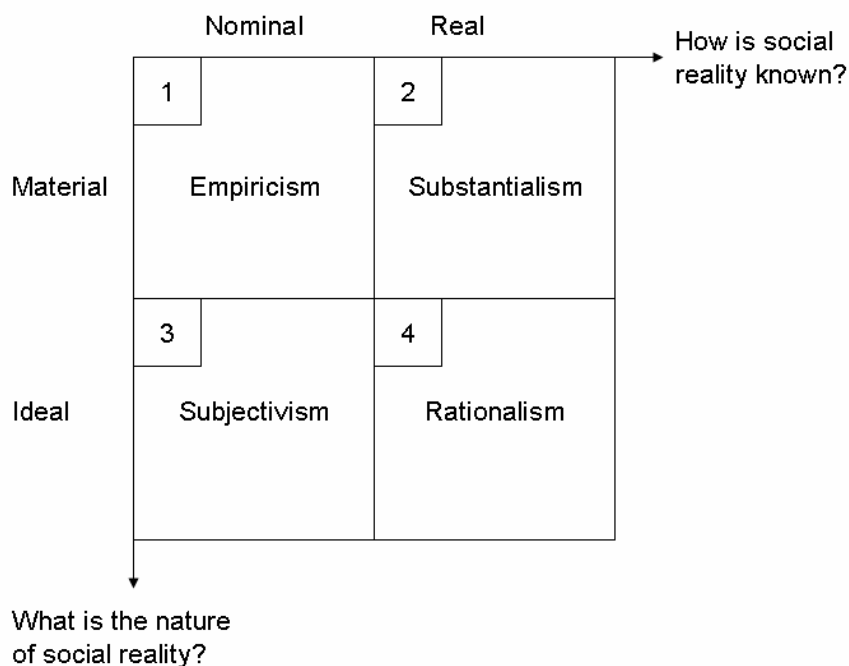 Nominal
Real
How is social
reality known?
1
2
Material
Empiricism
Substantialism
3
4
Ideal
Subjectivism
Rationalism
What is the nature
of social reality?